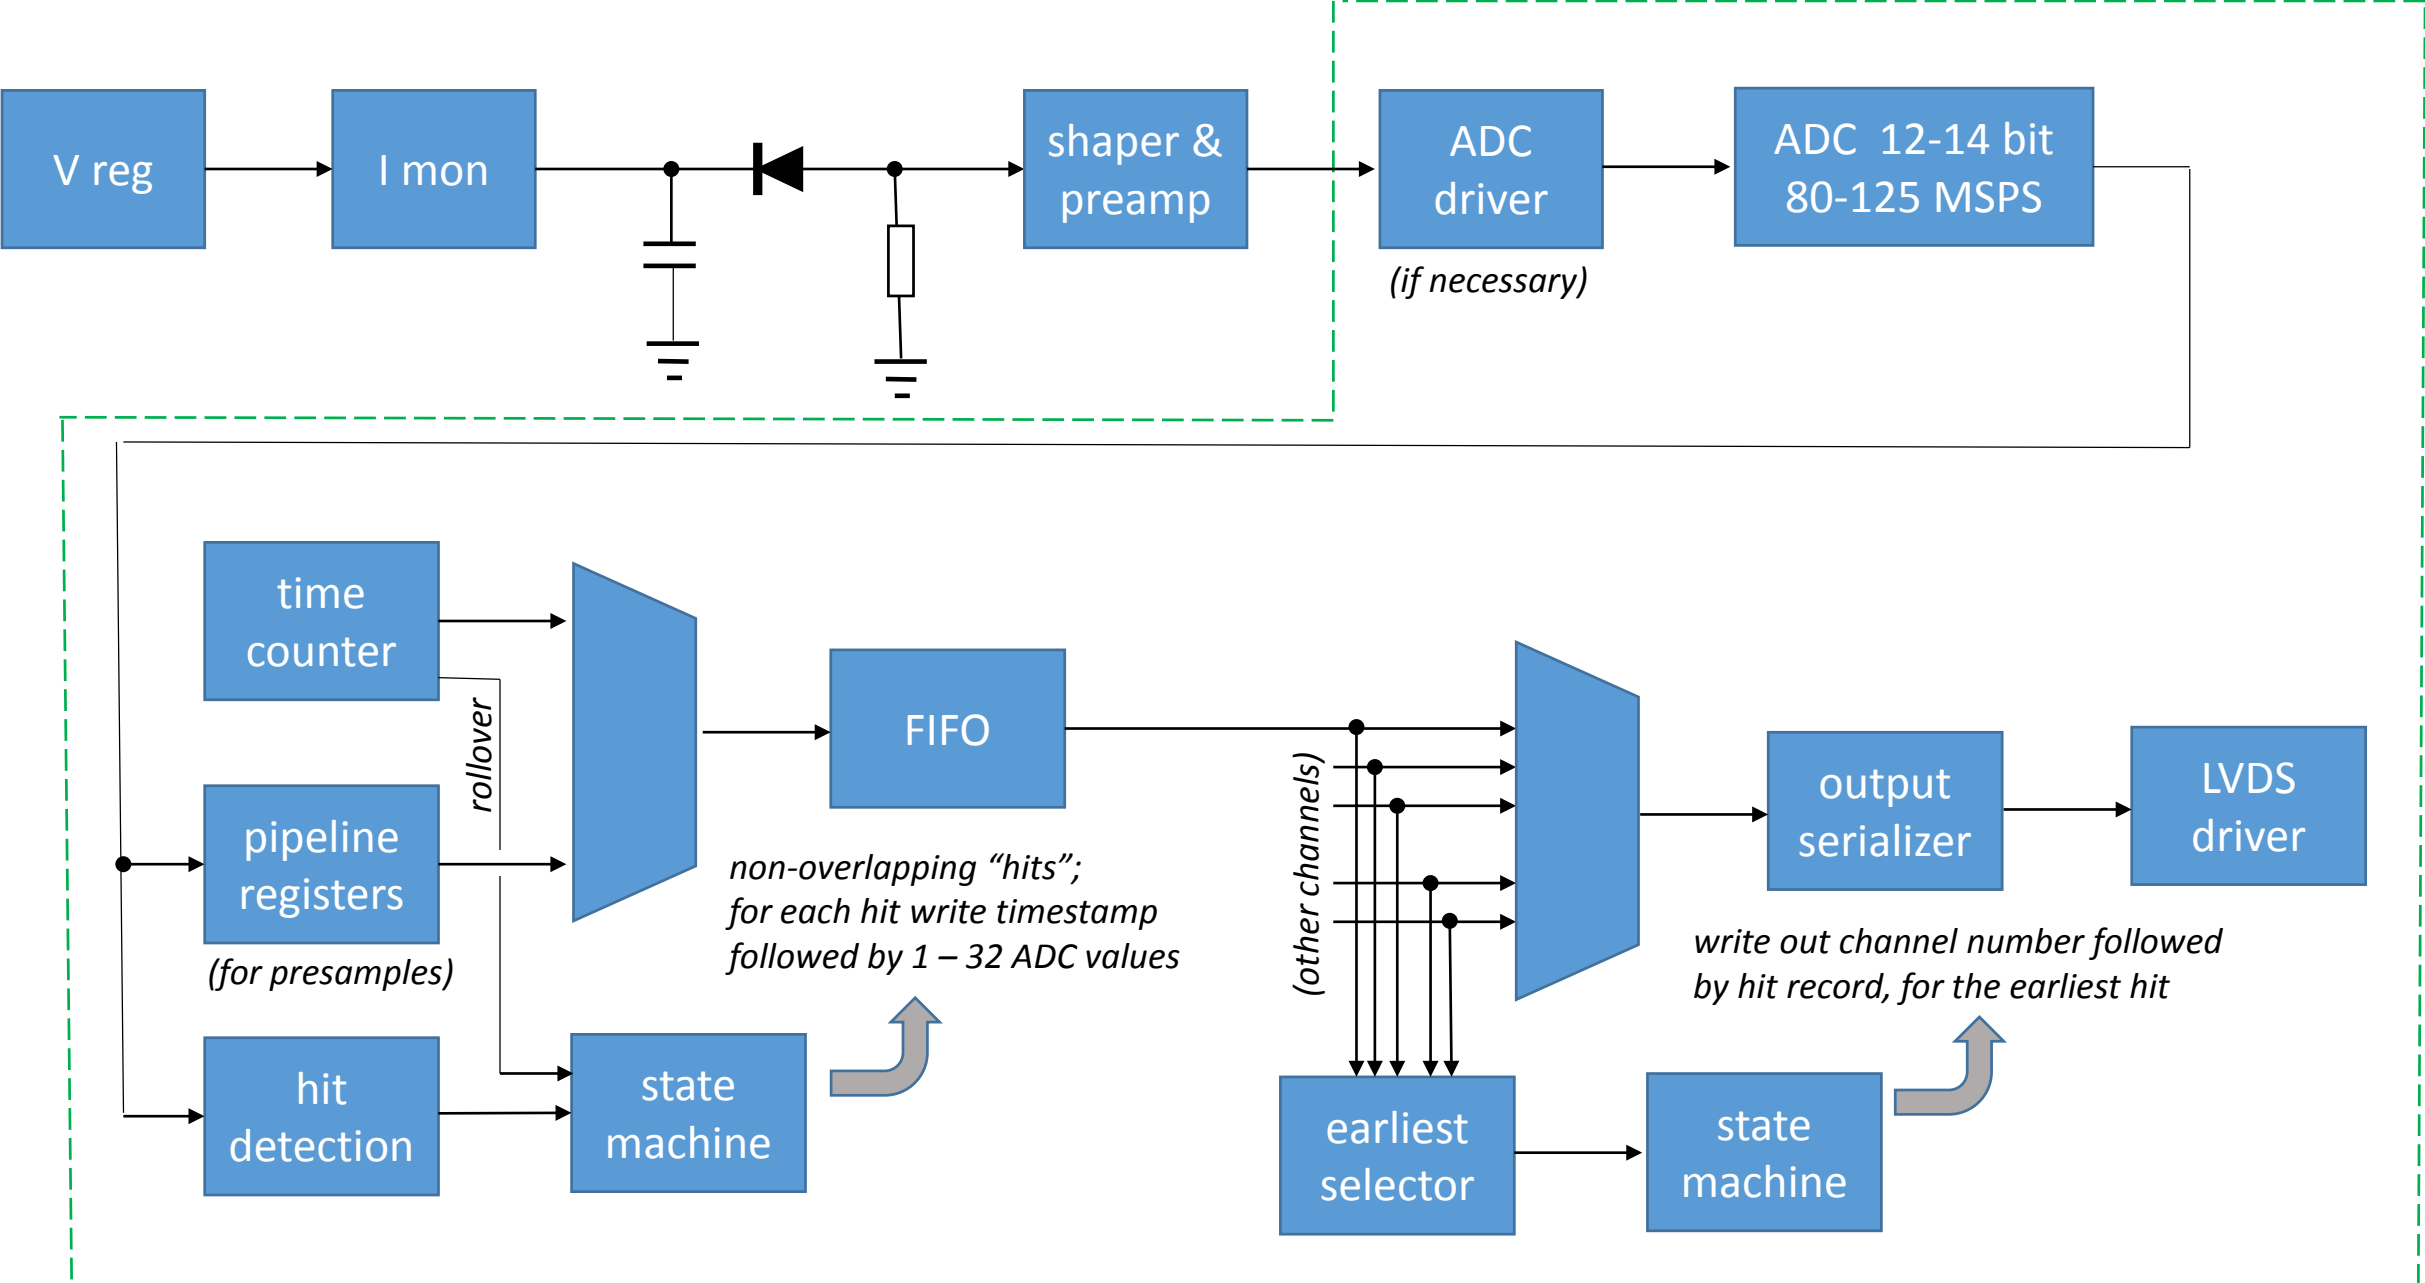 V reg
I mon
shaper &
preamp
ADC
driver
(if necessary)
ADC 12-14 bit
80-125 MSPS
time
counter
rollover
pipeline
registers
(for presamples)
hit
detection
state
machine
FIFO
non-overlapping “hits”;
for each hit write timestamp
followed by 1 – 32 ADC values
(other channels)
earliest
selector
state
machine
output
serializer
LVDS
driver
write out channel number followed
by hit record, for the earliest hit